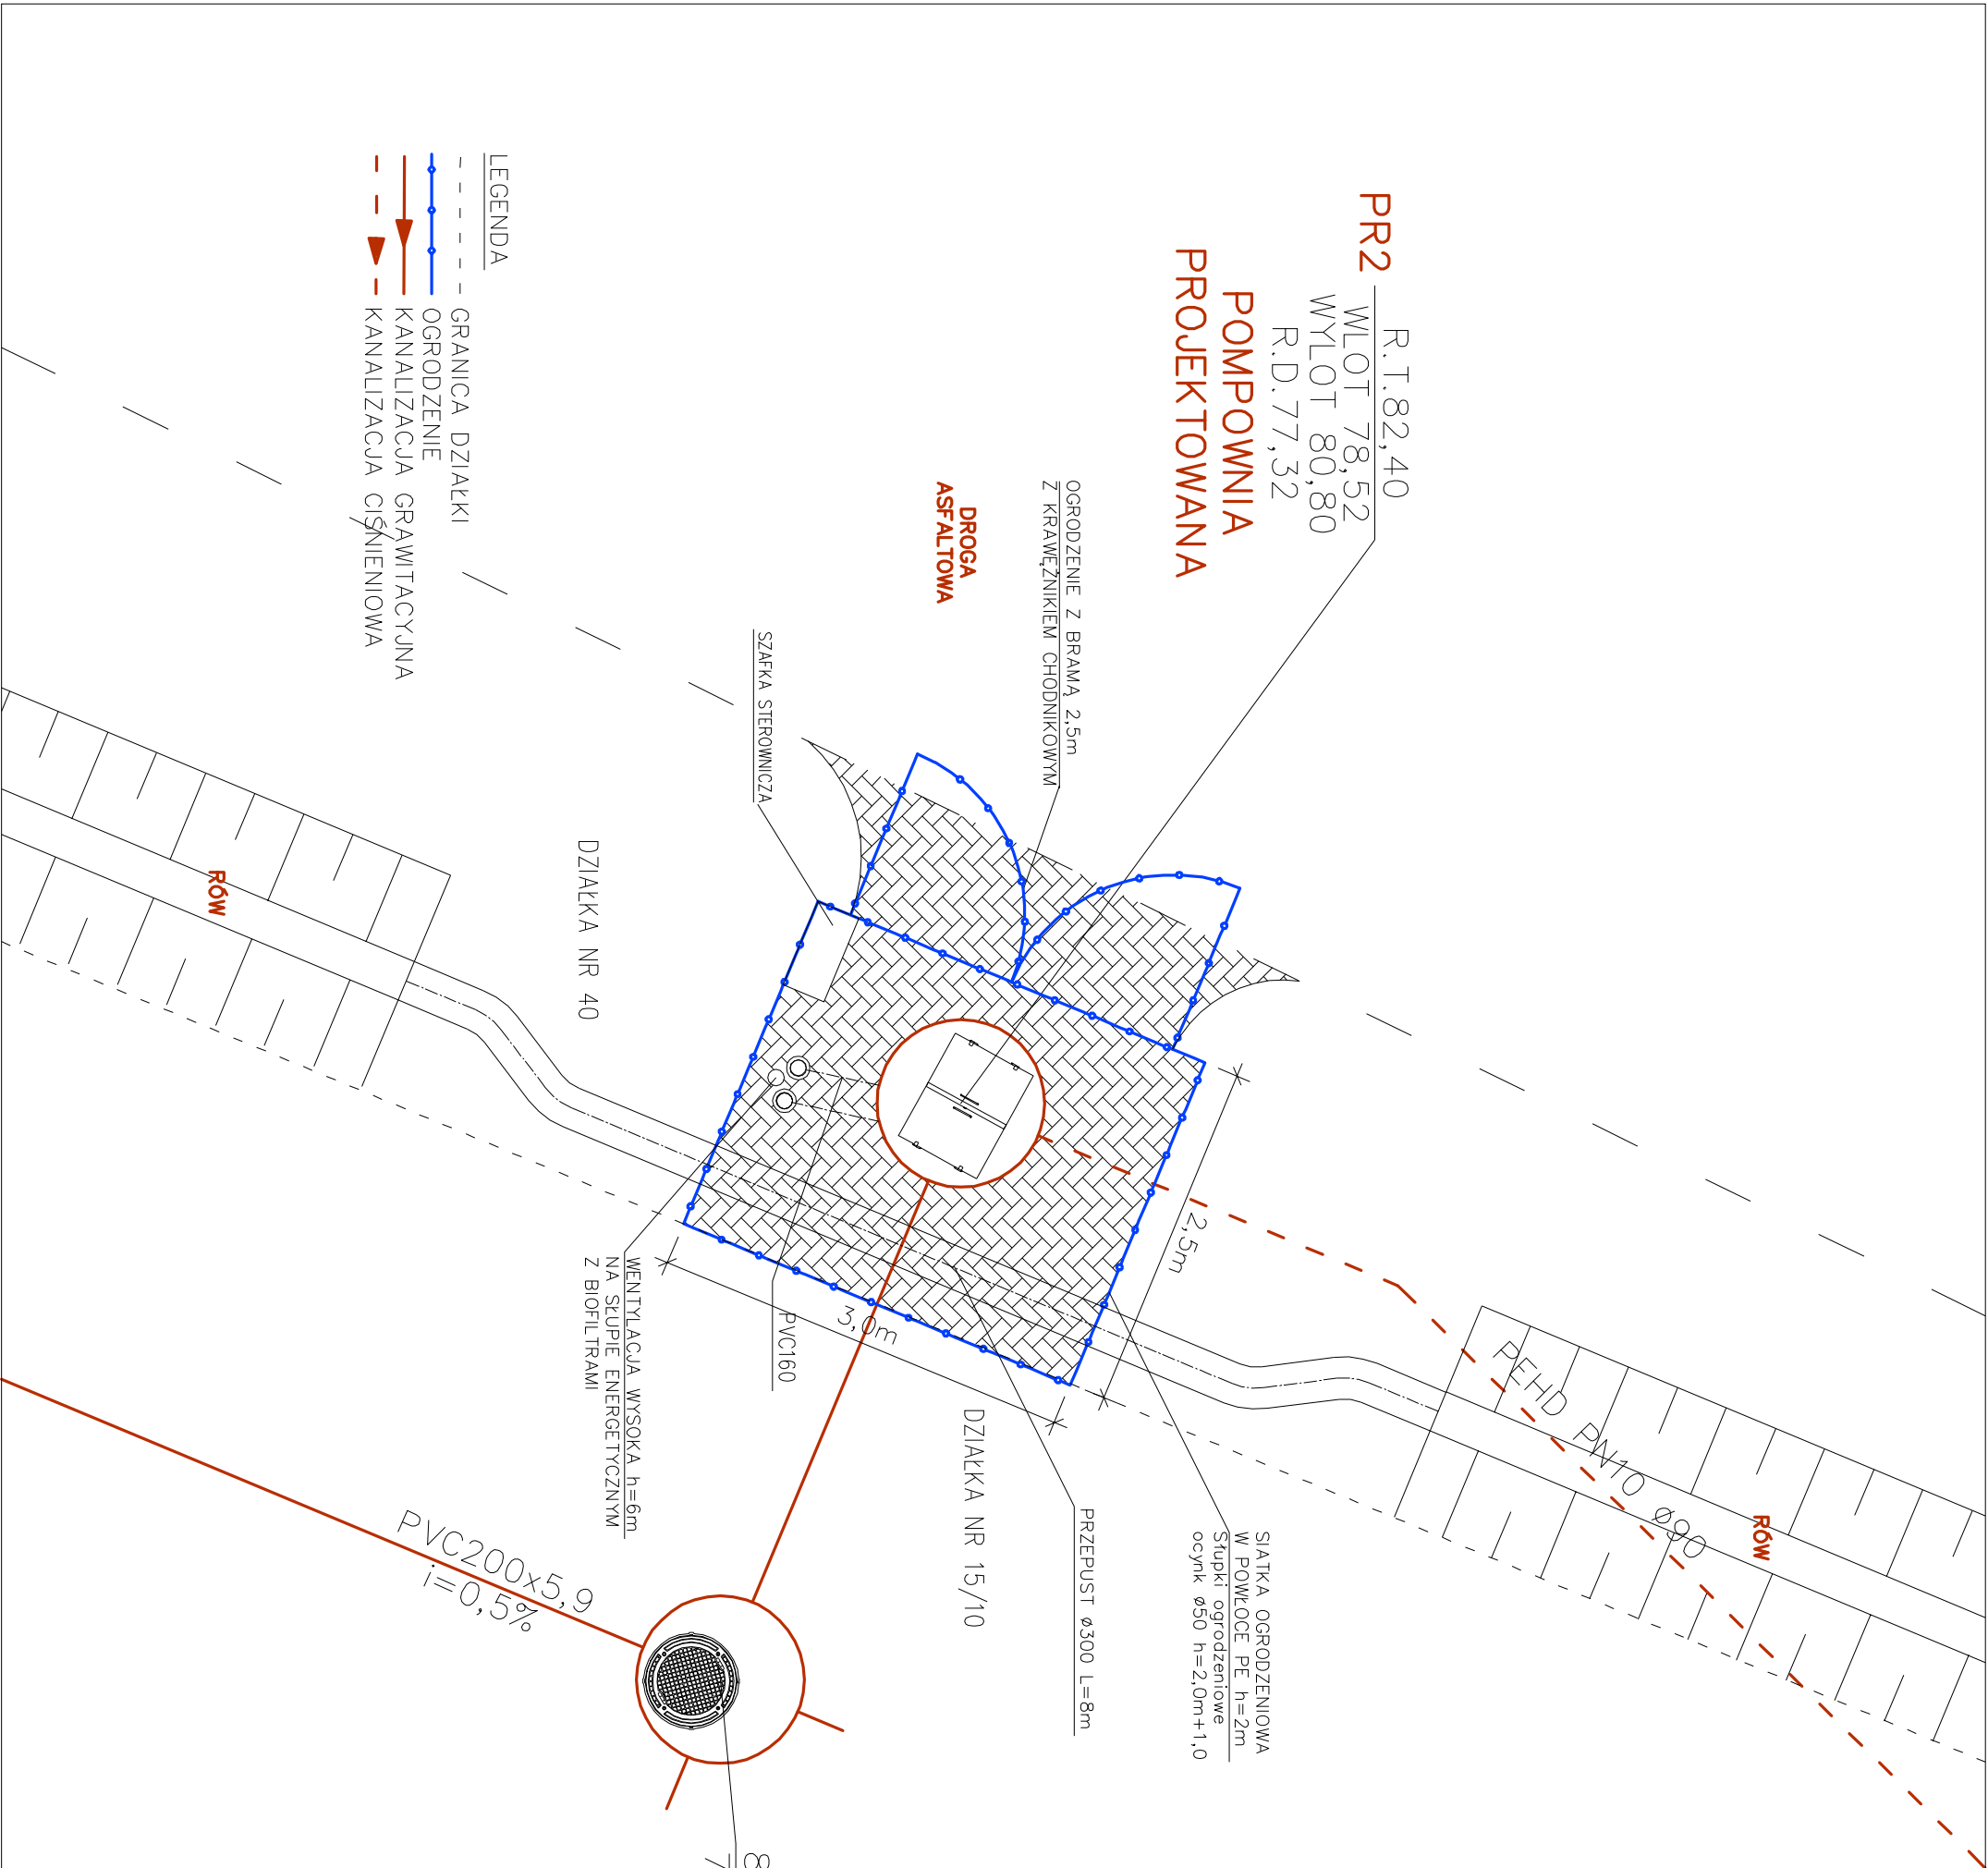 R.T.82,40
PR2
WLOT 78,52
WYLOT 80,80
R.D.77,32
POMPOWNIA
PROJEKTOWANA
OGRODZENIE Z BRAMĄ 2,5m
Z KRAWĘŻNIKIEM CHODNIKOWYM
DROGA
ASFALTOWA
SZAFKA STEROWNICZA
LEGENDA
GRANICA DZIAŁKI
OGRODZENIE
KANALIZACJA GRAWITACYJNA
KANALIZACJA CIŚNIENIOWA
DZIAŁKA NR 40
RÓW
2,5m
3,0m
PVC160
WENTYLACJA WYSOKA h=6m
NA SŁUPIE ENERGETYCZNYM
Z BIOFILTRAMI
DZIAŁKA NR 15/10
PRZEPUST ø300 L=8m
SIATKA OGRODZENIOWA
W POWŁOCE PE h=2m
Słupki ogrodzeniowe
ocynk ø50 h=2,0m+1,0
PEHD PN10 ø90
RÓW
PVC200x5,9
i=0,5%
8